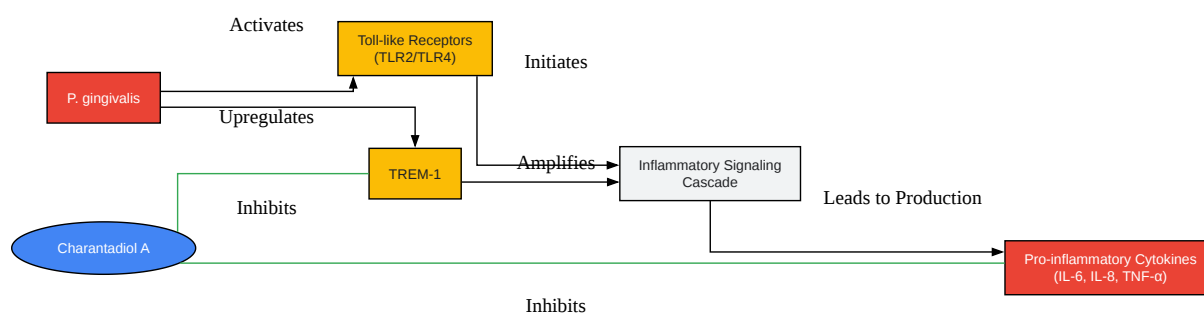 Activates
Toll-like Receptors
(TLR2/TLR4)
Initiates
P. gingivalis
Upregulates
TREM-1
Amplifies
Inflammatory Signaling
Cascade
Inhibits
Leads to Production
Charantadiol A
Pro-inflammatory Cytokines
(IL-6, IL-8, TNF-α)
Inhibits